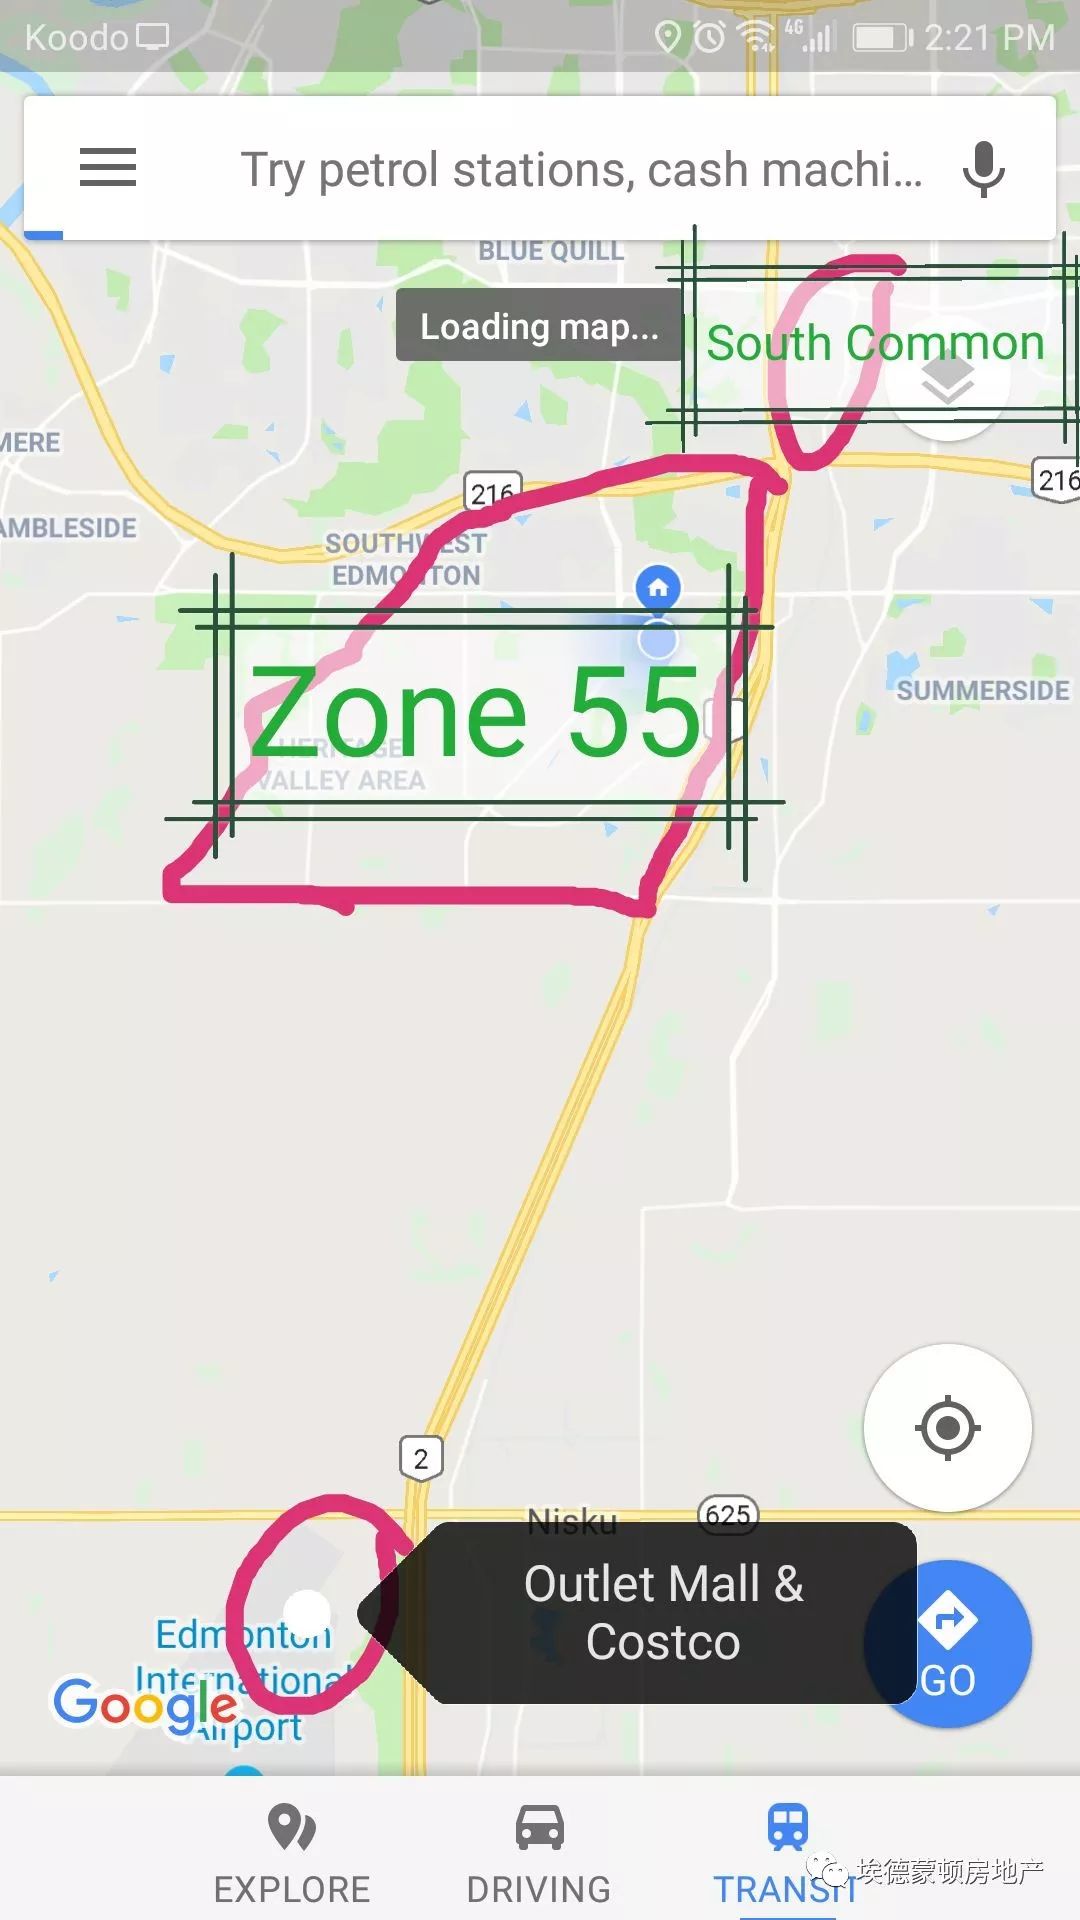 Koodo
4G
2:21 PM
Try petrol stations, cash machi...
BLUE QUILL
Loading map...
South Common
MERE
216
216
AMBLESIDE
SOUTHWEST
EDMONTON
SUMMERSIDE
Zone 55
HERITAGE
VALLEY AREA
2
Nisku
625
Outlet Mall &
Costco
Edmonton
International
Airport
Google
GO
EXPLORE
DRIVING
TRANSIT
埃德蒙顿房地产